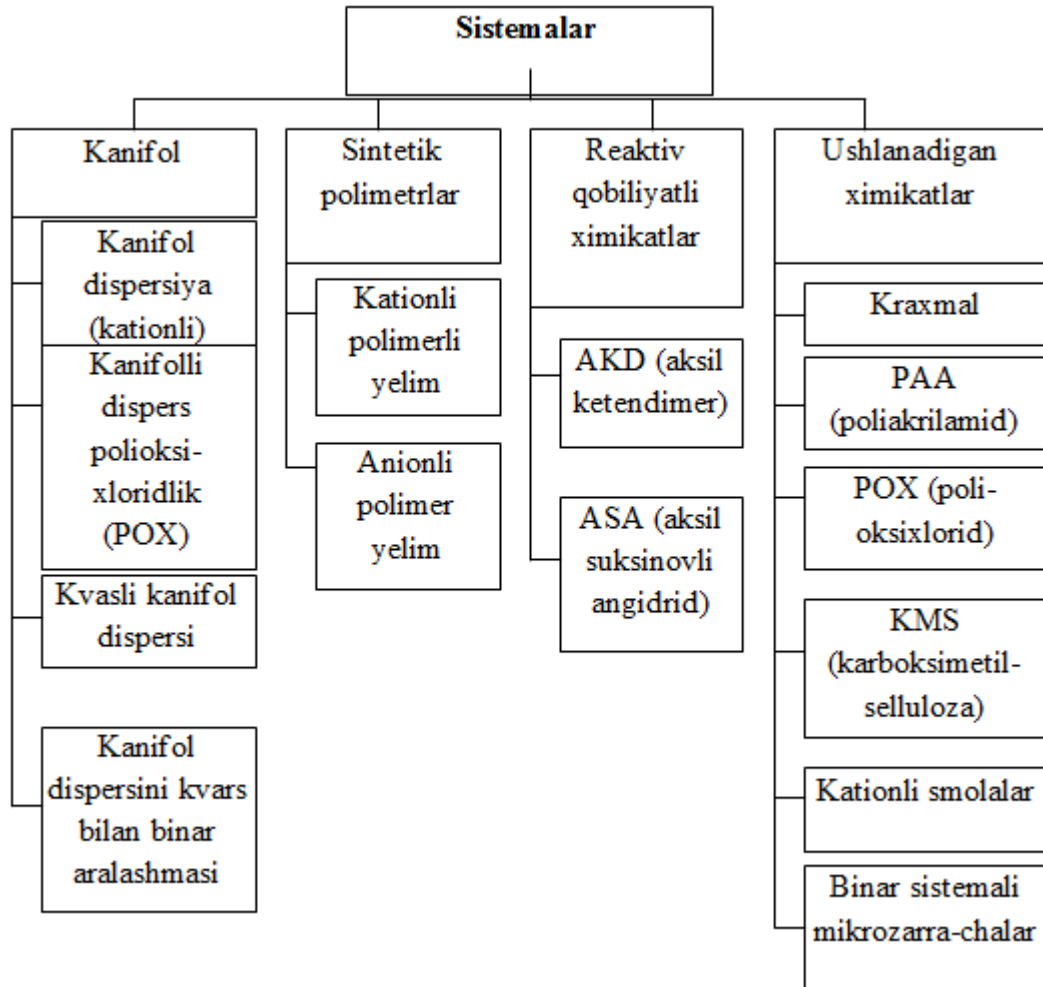 Sistemalar
Kanifol
Kanifol
dispersiya
(kationli)
Kanifolli
dispers
polioksi-
xloridlik
(POX)
Kvasli kanifol
dispersi
Kanifol
dispersini kvars
bilan binar
aralashmasi
Sintetik
polimetrlar
Kationli
polimerli
yelim
Anionli
polimer
yelim
Reaktiv
qobiliyatli
ximikatlar
AKD (aksil
ketendimer)
ASA (aksil
suksinovli
angidrid)
Ushlanadigan
ximikatlar
Kraxmal
PAA
(poliakrilamid)
POX (poli-
oksixlorid)
KMS
(karboksimetil-
selluloza)
Kationli smolalar
Binar sistemali
mikrozarra-chalar